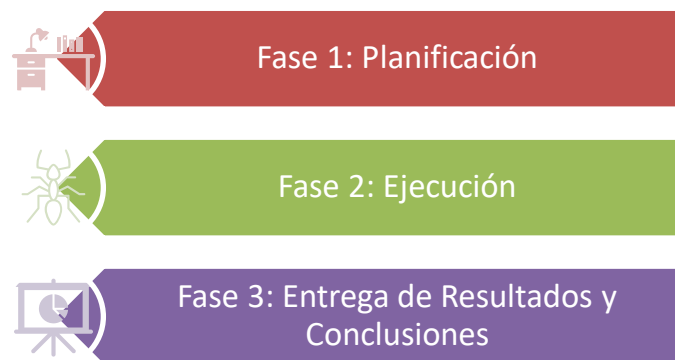 Fase 1: Planificación
Fase 2: Ejecución
Fase 3: Entrega de Resultados y
Conclusiones